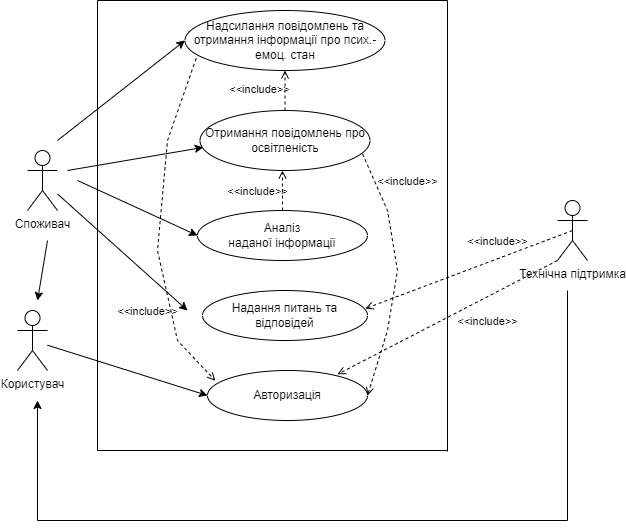 Надсилання повідомлень та
отримання інформації про псих.-
емоц. стан
<<include>>
Отримання повідомлень про
освітленість
<<include>>
<<include>>
Споживач
Аналіз
наданої інформації
<<include>>
Технічна підтримка
<<include>>
Надання питань та
відповідей
<<include>>
Користувач
Авторизація